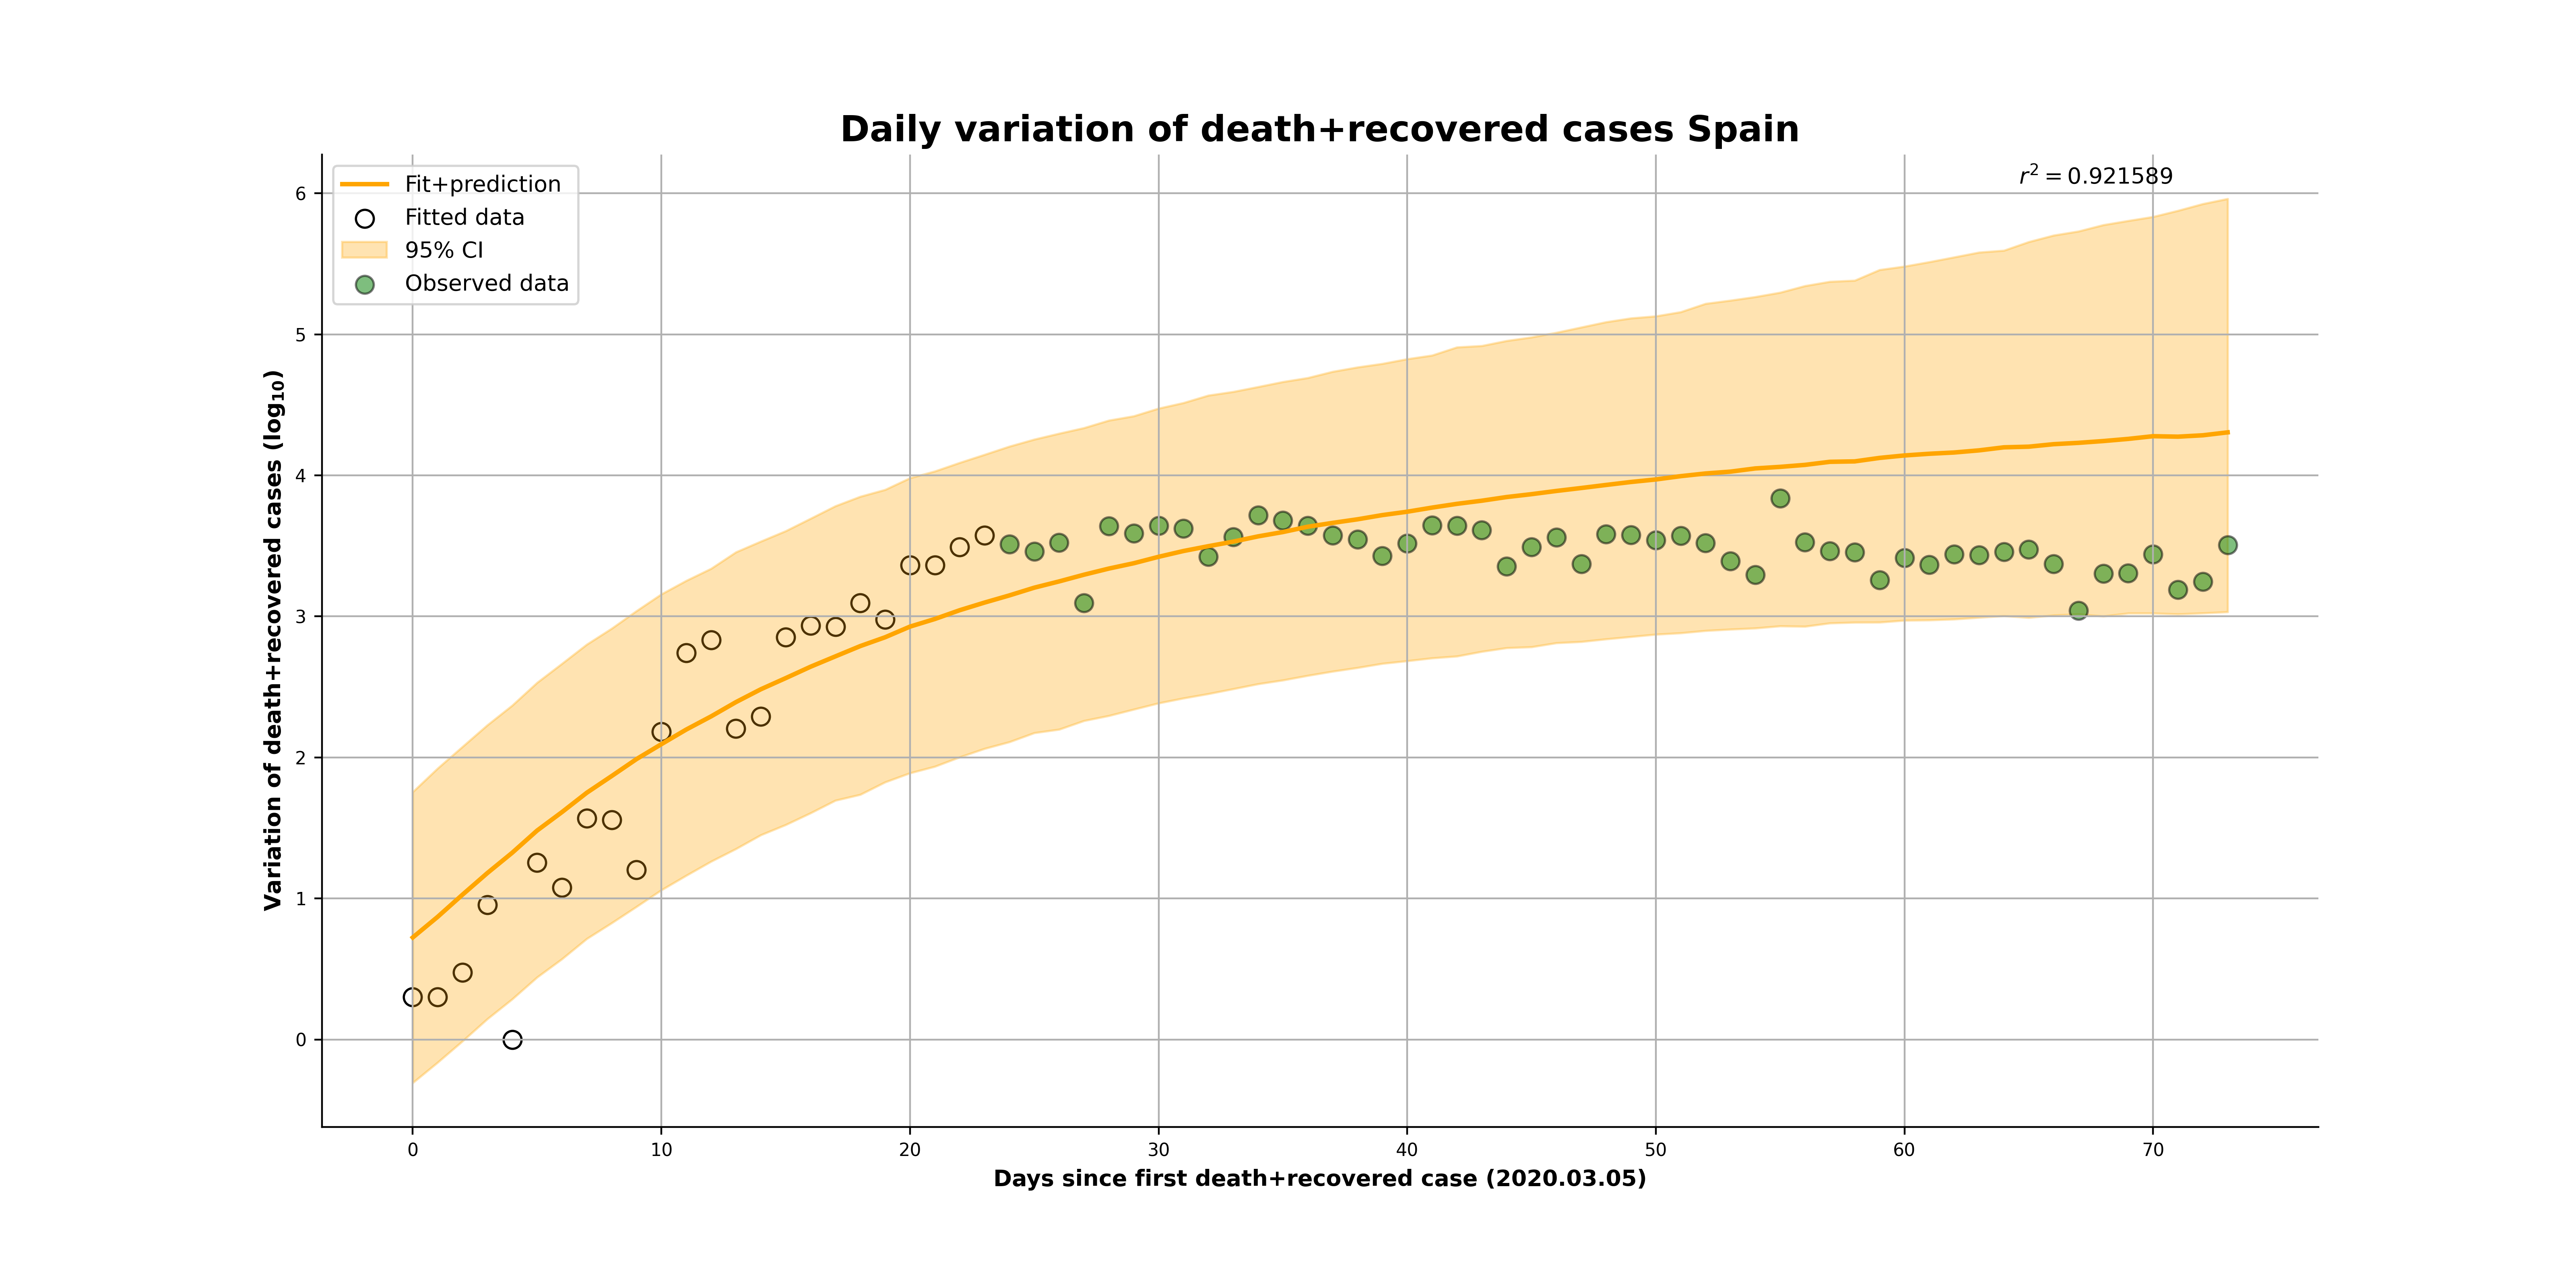 Daily variation of death+recovered cases Spain
Fit+prediction
Fitted data
95% CI
Observed data
r² = 0.921589
Variation of death+recovered cases (log₁₀)
6
5
4
3
2
1
0
0 10 20 30 40 50 60 70
Days since first death+recovered case (2020.03.05)